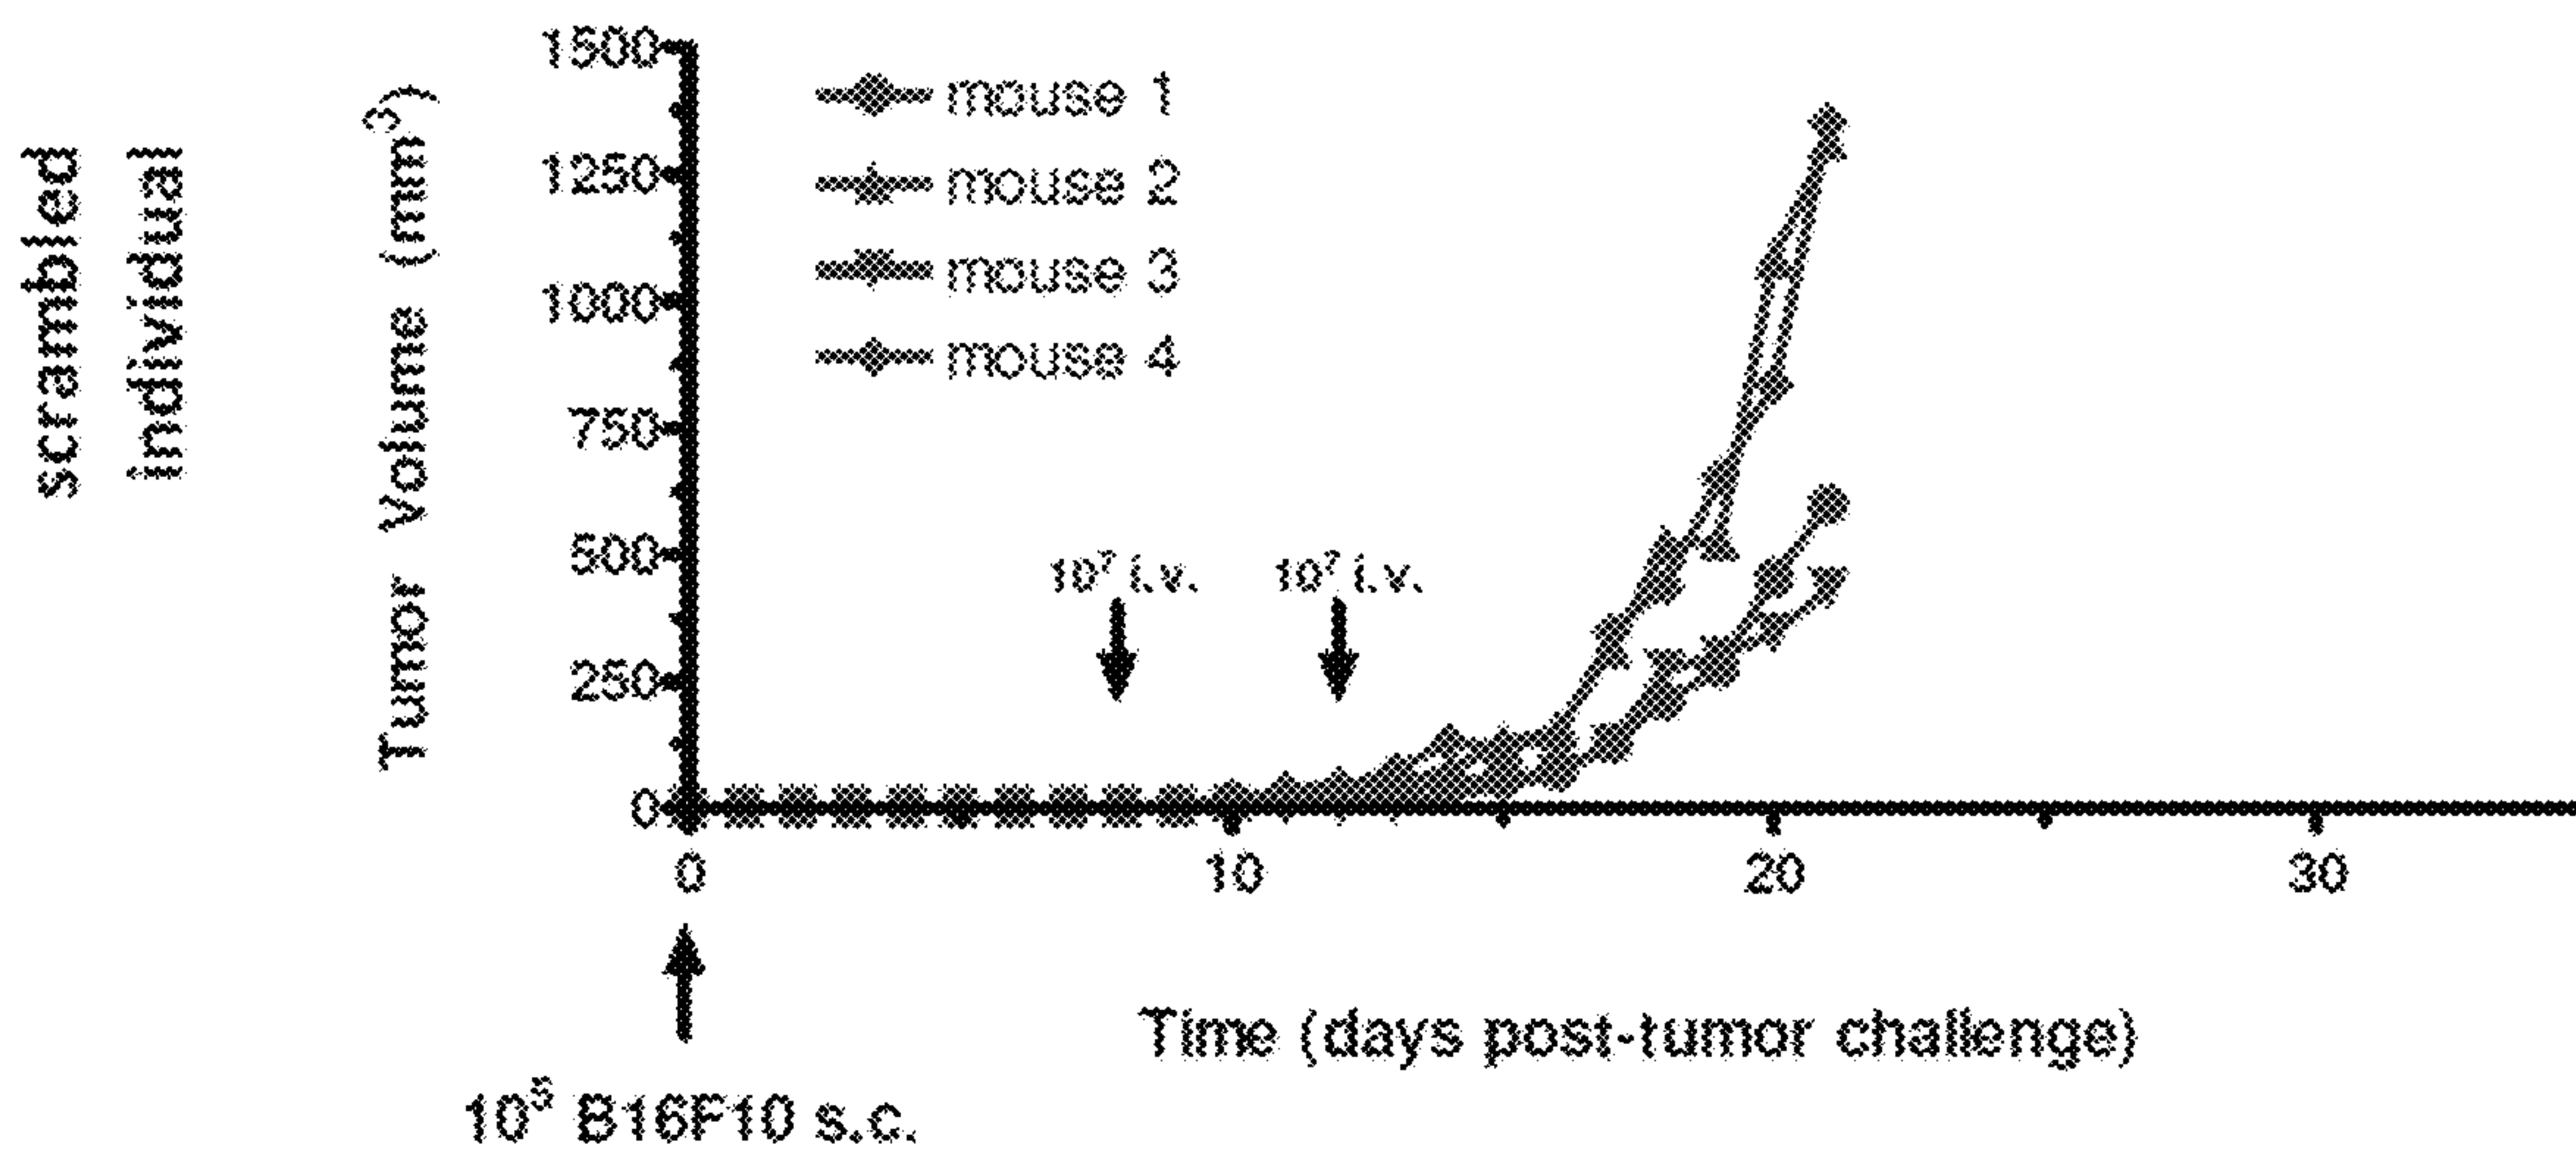 scrambled
individual
Tumor Volume (mm³)
1500
1250
1000
750
500
250
0
mouse 1
mouse 2
mouse 3
mouse 4
10⁷ i.v.
10⁷ i.v.
0
10
20
30
Time (days post-tumor challenge)
10⁵ B16F10 s.c.